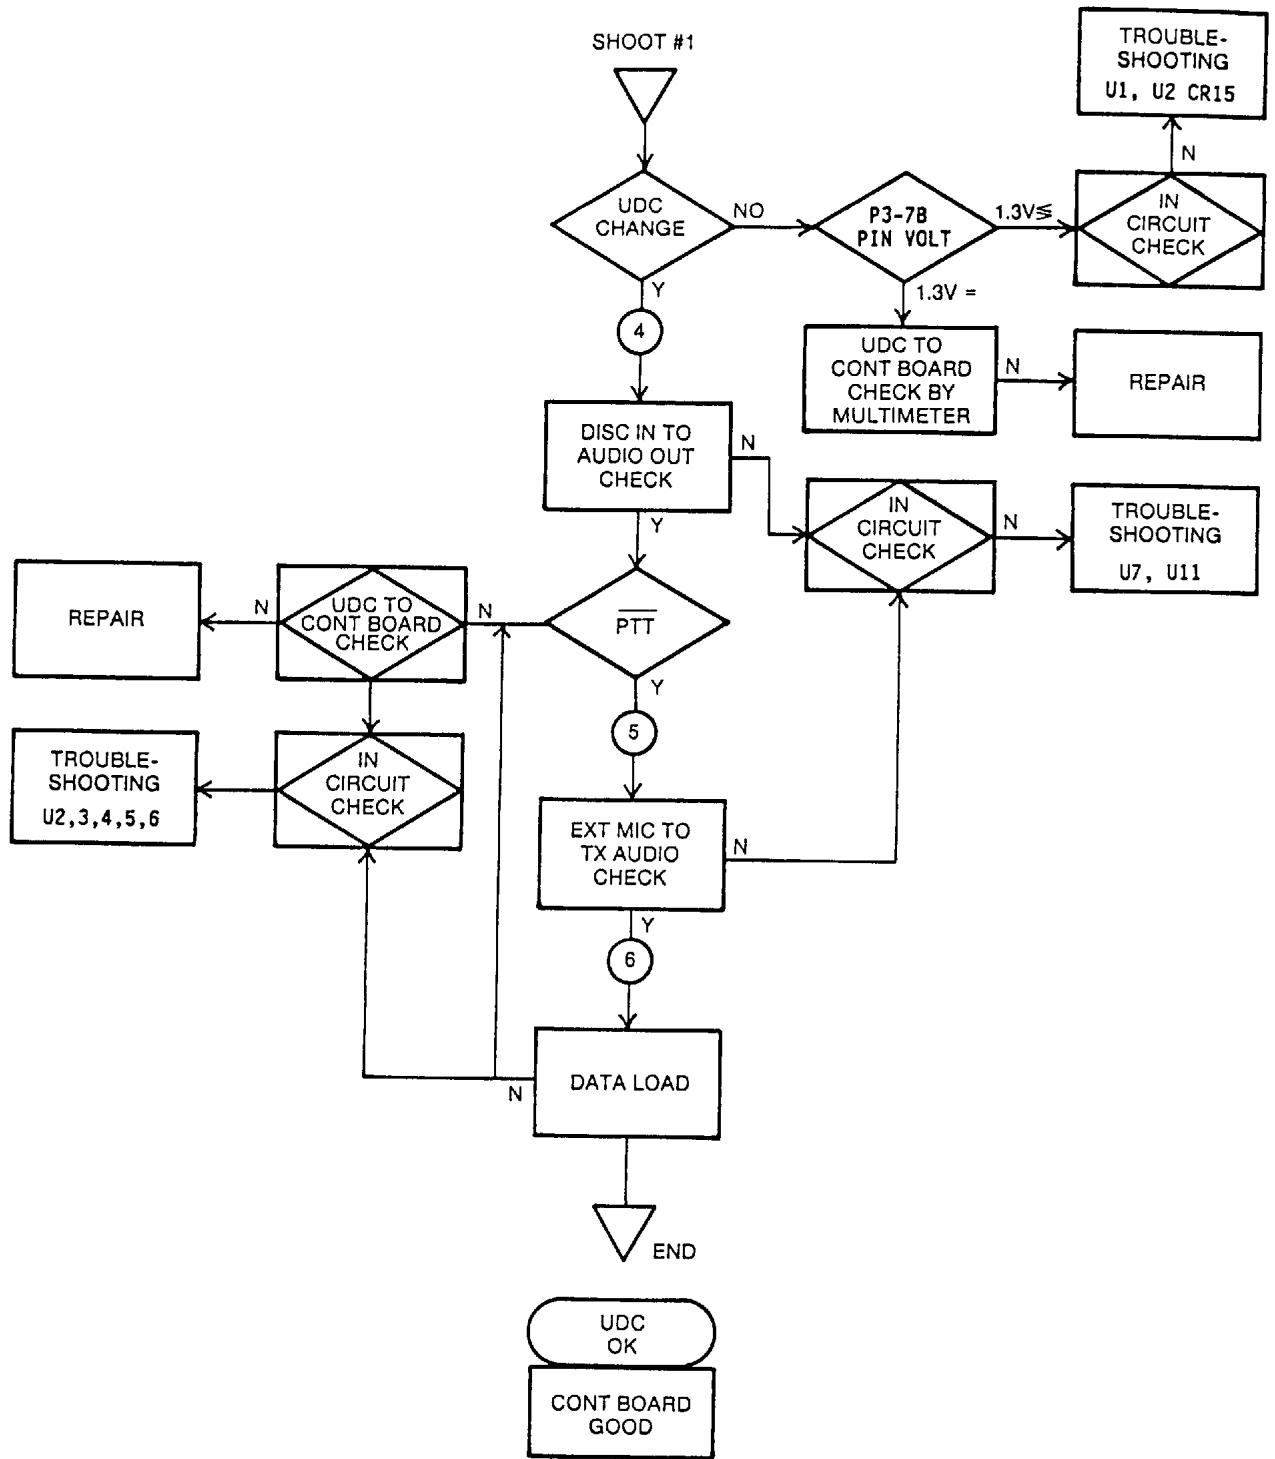 SHOOT #1
TROUBLE-
SHOOTING
U1, U2 CR15
N
UDC
CHANGE
NO
P3-7B
PIN VOLT
1.3V≦
IN
CIRCUIT
CHECK
Y
1.3V =
4
UDC TO
CONT BOARD
CHECK BY
MULTIMETER
N
REPAIR
DISC IN TO
AUDIO OUT
CHECK
N
Y
IN
CIRCUIT
CHECK
N
TROUBLE-
SHOOTING
U7, U11
REPAIR
N
UDC TO
CONT BOARD
CHECK
N
PTT
Y
5
TROUBLE-
SHOOTING
U2,3,4,5,6
IN
CIRCUIT
CHECK
EXT MIC TO
TX AUDIO
CHECK
N
Y
6
DATA LOAD
N
END
UDC
OK
CONT BOARD
GOOD